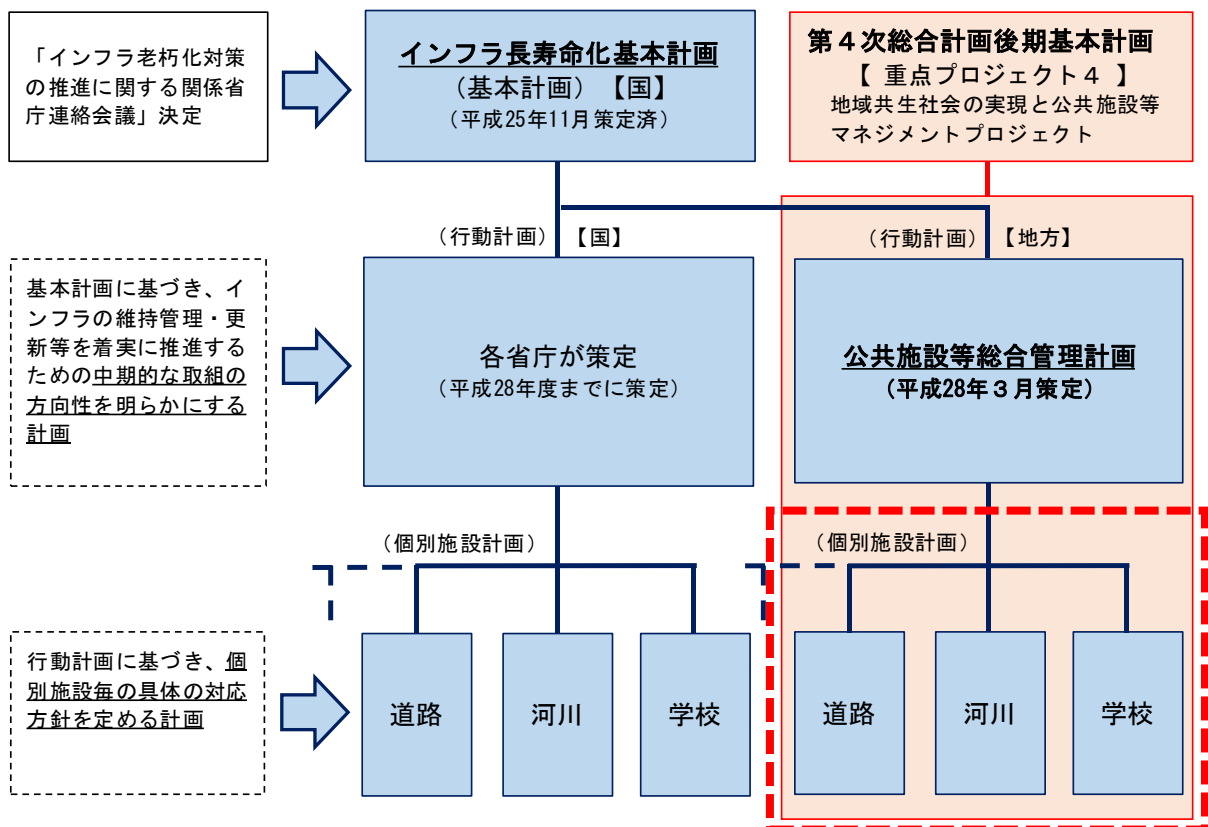 「インフラ老朽化対策
の推進に関する関係省
庁連絡会議」決定
インフラ長寿命化基本計画
（基本計画）【国】
（平成25年11月策定済）
第４次総合計画後期基本計画
【 重点プロジェクト４ 】
地域共生社会の実現と公共施設等
マネジメントプロジェクト
（行動計画）【国】
（行動計画）【地方】
基本計画に基づき、イ
ンフラの維持管理・更
新等を着実に推進する
ための中期的な取組の
方向性を明らかにする
計画
各省庁が策定
（平成28年度までに策定）
公共施設等総合管理計画
（平成28年３月策定）
（個別施設計画）
（個別施設計画）
行動計画に基づき、個
別施設毎の具体の対応
方針を定める計画
道路
河川
学校
道路
河川
学校